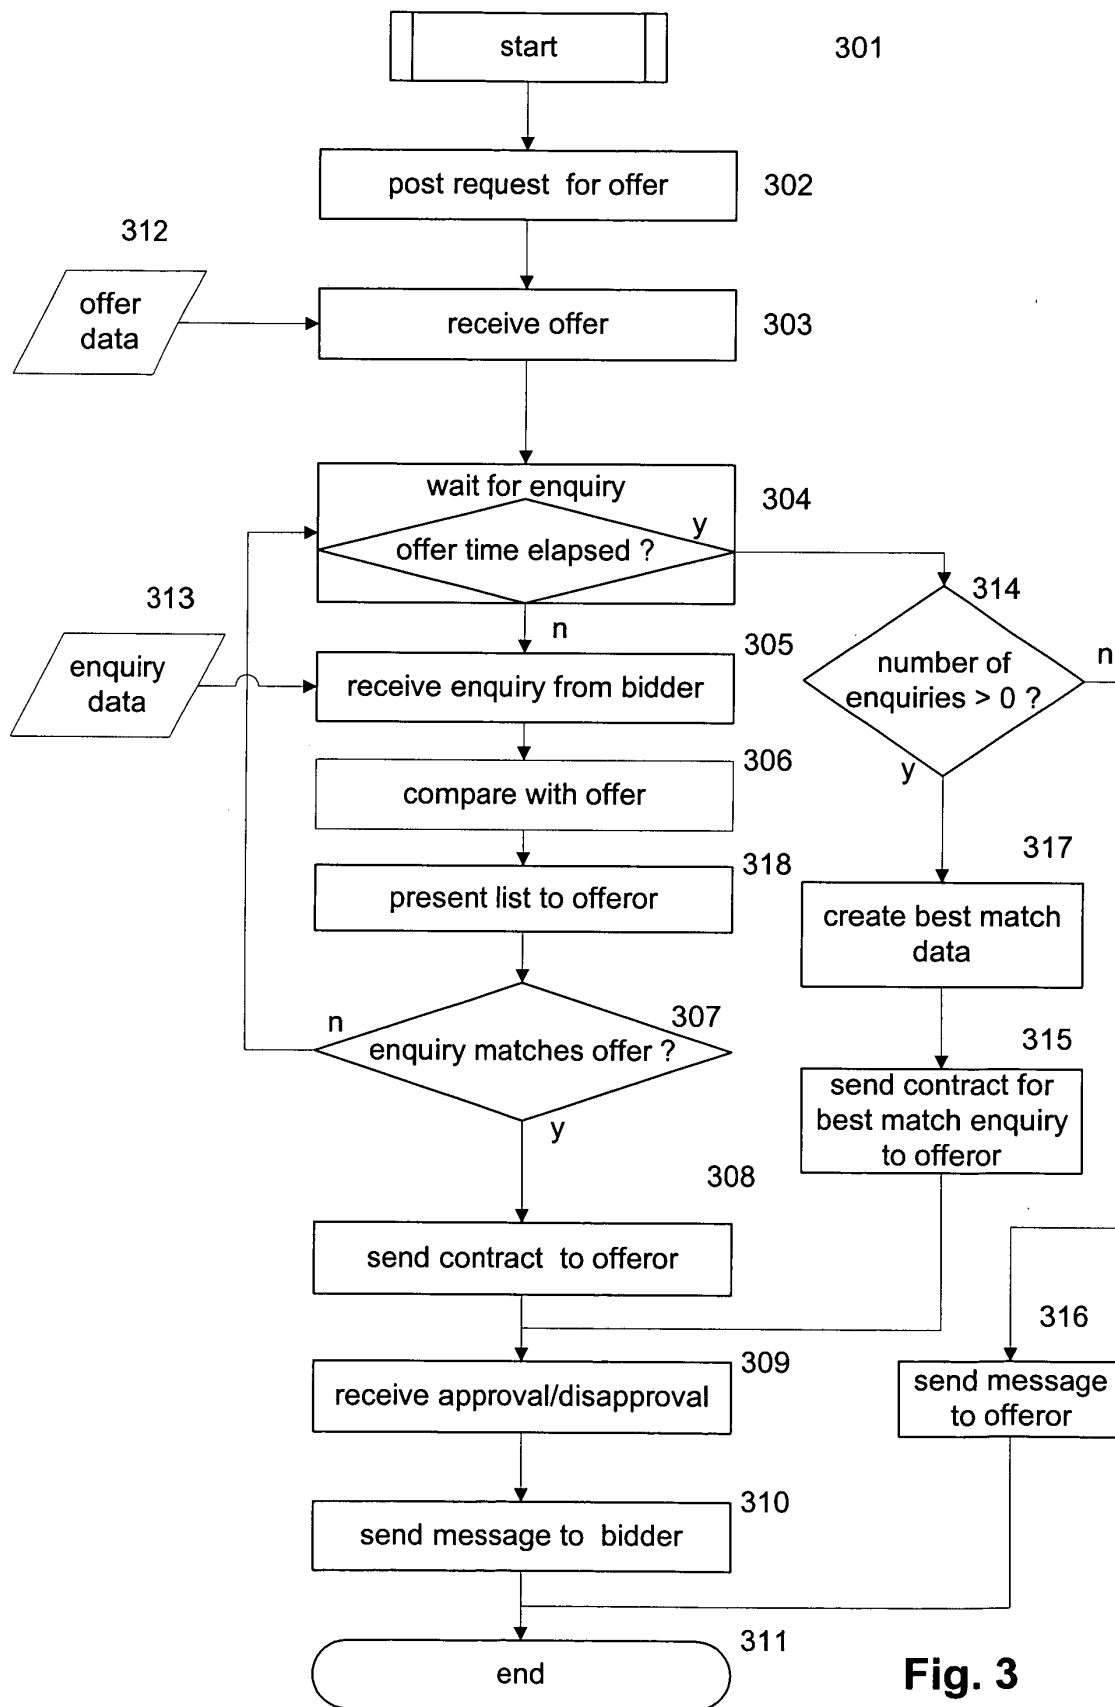 start
301
post request for offer
302
312
offer
data
receive offer
303
wait for enquiry
304
offer time elapsed ?
y
n
313
enquiry
data
305
receive enquiry from bidder
314
number of
enquiries > 0 ?
n
y
306
compare with offer
318
present list to offeror
317
create best match
data
n
307
enquiry matches offer ?
y
315
send contract for
best match enquiry
to offeror
308
send contract to offeror
316
send message
to offeror
309
receive approval/disapproval
310
send message to bidder
311
end
Fig. 3